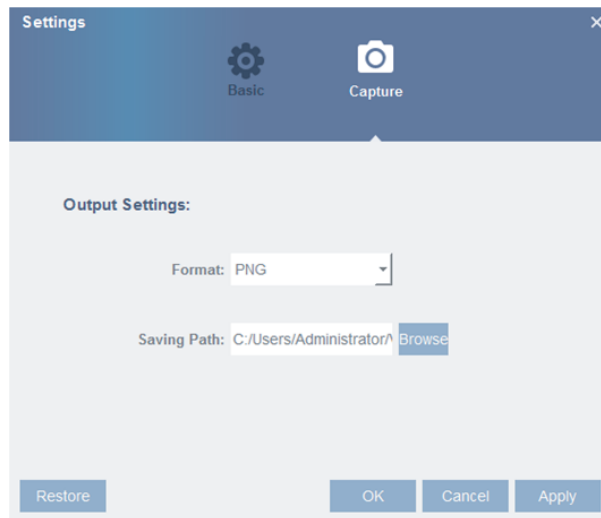 Settings
Basic
Capture
Output Settings:
Format: PNG
Saving Path: C:/Users/Administrator/ Browse
Restore
OK Cancel Apply